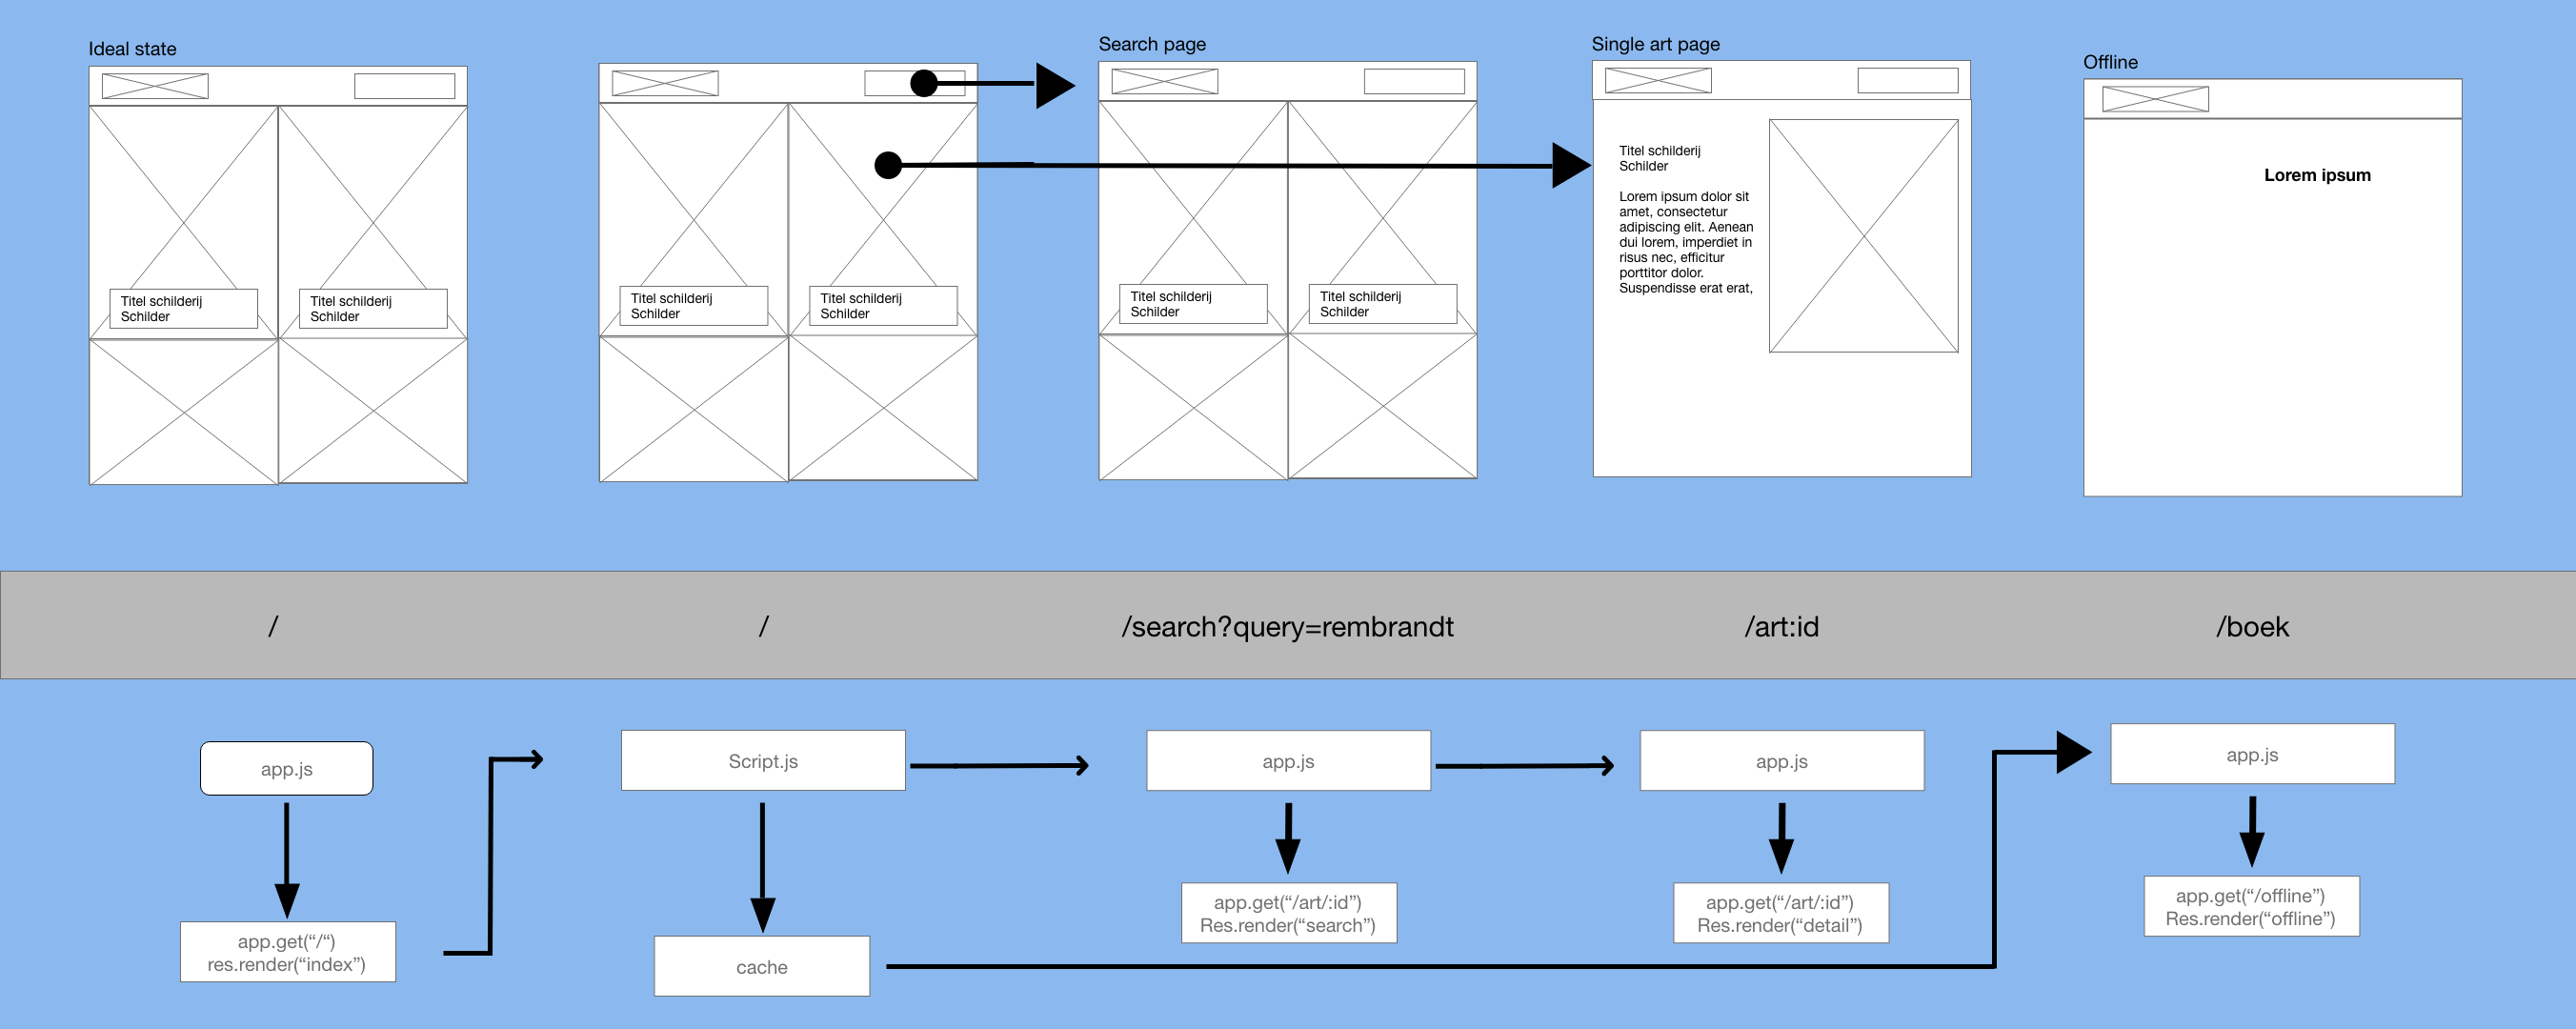 Ideal state
Titel schilderij
Schilder
Titel schilderij
Schilder
Titel schilderij
Schilder
Titel schilderij
Schilder
Search page
Titel schilderij
Schilder
Titel schilderij
Schilder
Single art page
Titel schilderij
Schilder
Lorem ipsum dolor sit
amet, consectetur
adipiscing elit. Aenean
dui lorem, imperdiet in
risus nec, efficitur
porttitor dolor.
Suspendisse erat erat,
Offline
Lorem ipsum
/
/
/search?query=rembrandt
/art:id
/boek
app.js
app.get(“/“)
res.render(“index”)
Script.js
cache
app.js
app.get(“/art/:id”)
Res.render(“search”)
app.js
app.get(“/art/:id”)
Res.render(“detail”)
app.js
app.get(“/offline”)
Res.render(“offline”)